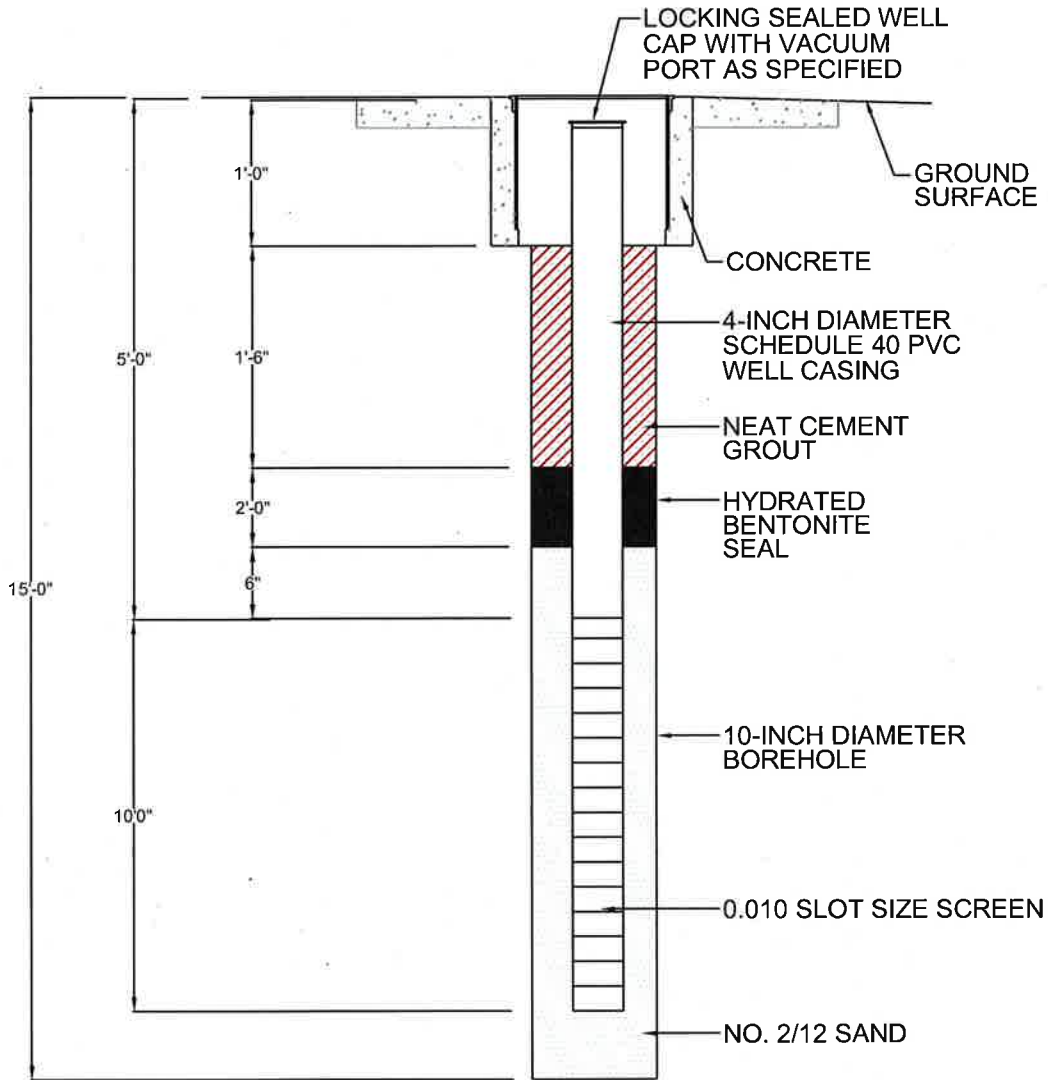 LOCKING SEALED WELL
CAP WITH VACUUM
PORT AS SPECIFIED
GROUND
SURFACE
1'-0"
CONCRETE
4-INCH DIAMETER
SCHEDULE 40 PVC
WELL CASING
5'-0"
1'-6"
NEAT CEMENT
GROUT
HYDRATED
BENTONITE
SEAL
2'-0"
15'-0"
6"
10-INCH DIAMETER
BOREHOLE
10'0"
0.010 SLOT SIZE SCREEN
NO. 2/12 SAND